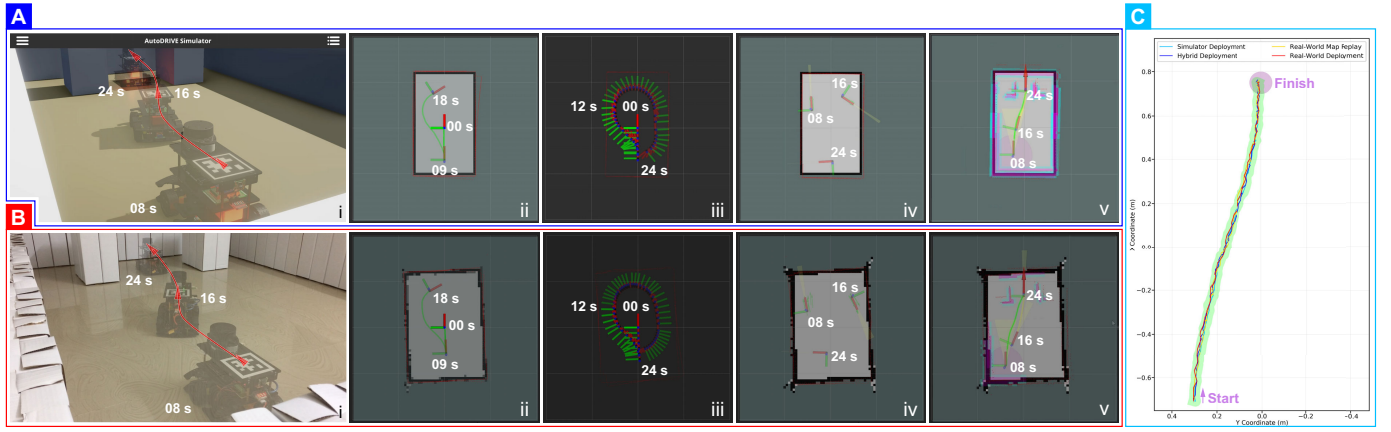 A
AutoDRIVE Simulator
24 s
16 s
08 s
i
18 s
00 s
09 s
ii
12 s
00 s
24 s
iii
16 s
08 s
24 s
iv
24 s
16 s
08 s
v
B
24 s
16 s
08 s
i
18 s
00 s
09 s
ii
12 s
00 s
24 s
iii
16 s
08 s
24 s
iv
24 s
16 s
08 s
v
C
Simulator Deployment
Hybrid Deployment
Real-World Map Feplay
Real-World Deployment
Finish
Start
0.8
0.6
0.4
0.2
0.0
−0.2
−0.4
−0.6
Coordinate (m)
0.4 0.2 0.0 −0.2 −0.4
Y Coordinate (m)